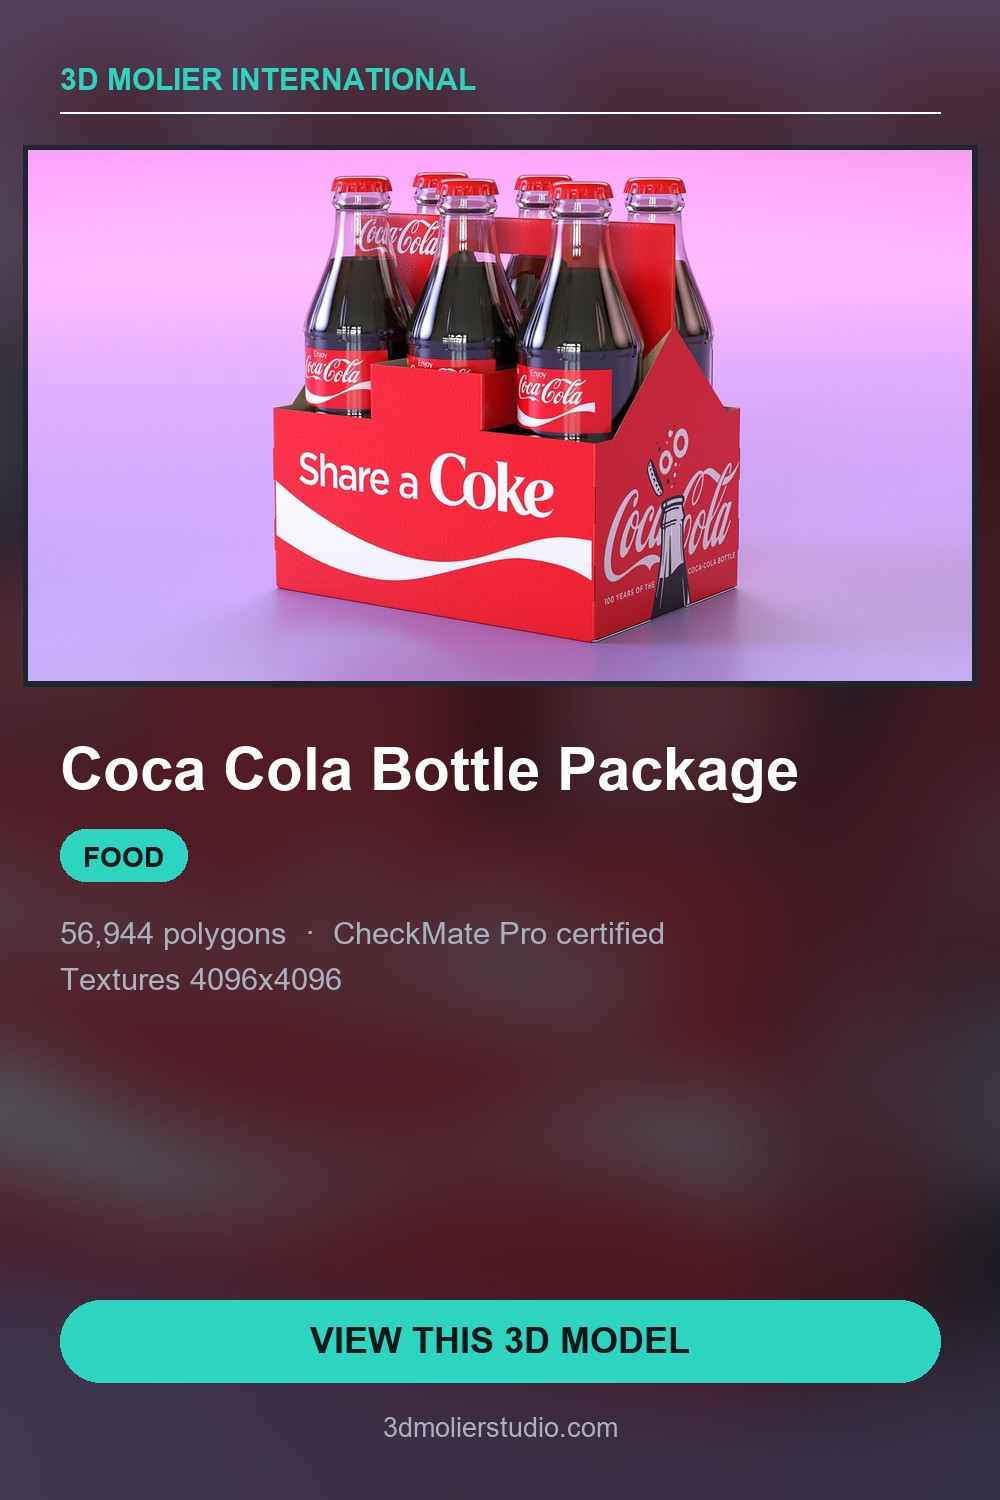 3D MOLIER INTERNATIONAL
Coca-Cola
Enjoy
Coca-Cola
Enjoy
Enjoy
Coca-Cola
Share a Coke
Coca-Cola
100 YEARS OF THE COCA-COLA BOTTLE
Coca Cola Bottle Package
FOOD
56,944 polygons · CheckMate Pro certified
Textures 4096x4096
VIEW THIS 3D MODEL
3dmolierstudio.com